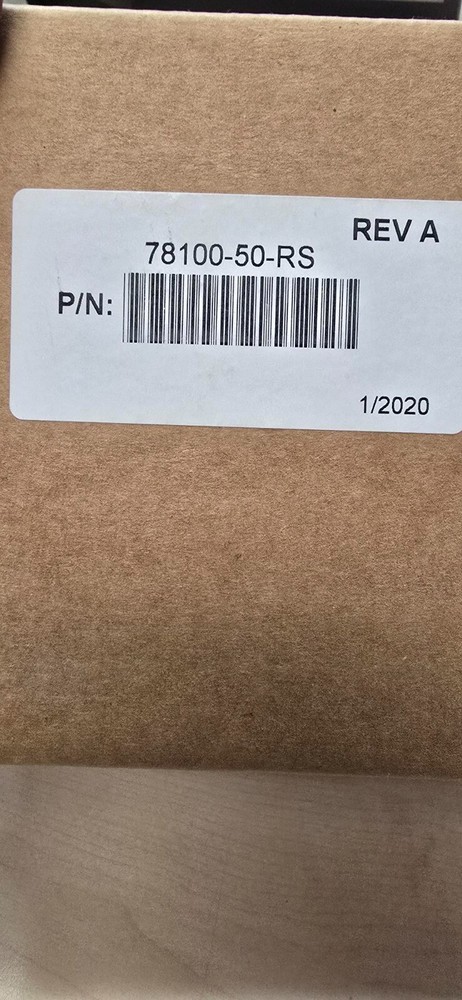 REV A
78100-50-RS
P/N:
1/2020